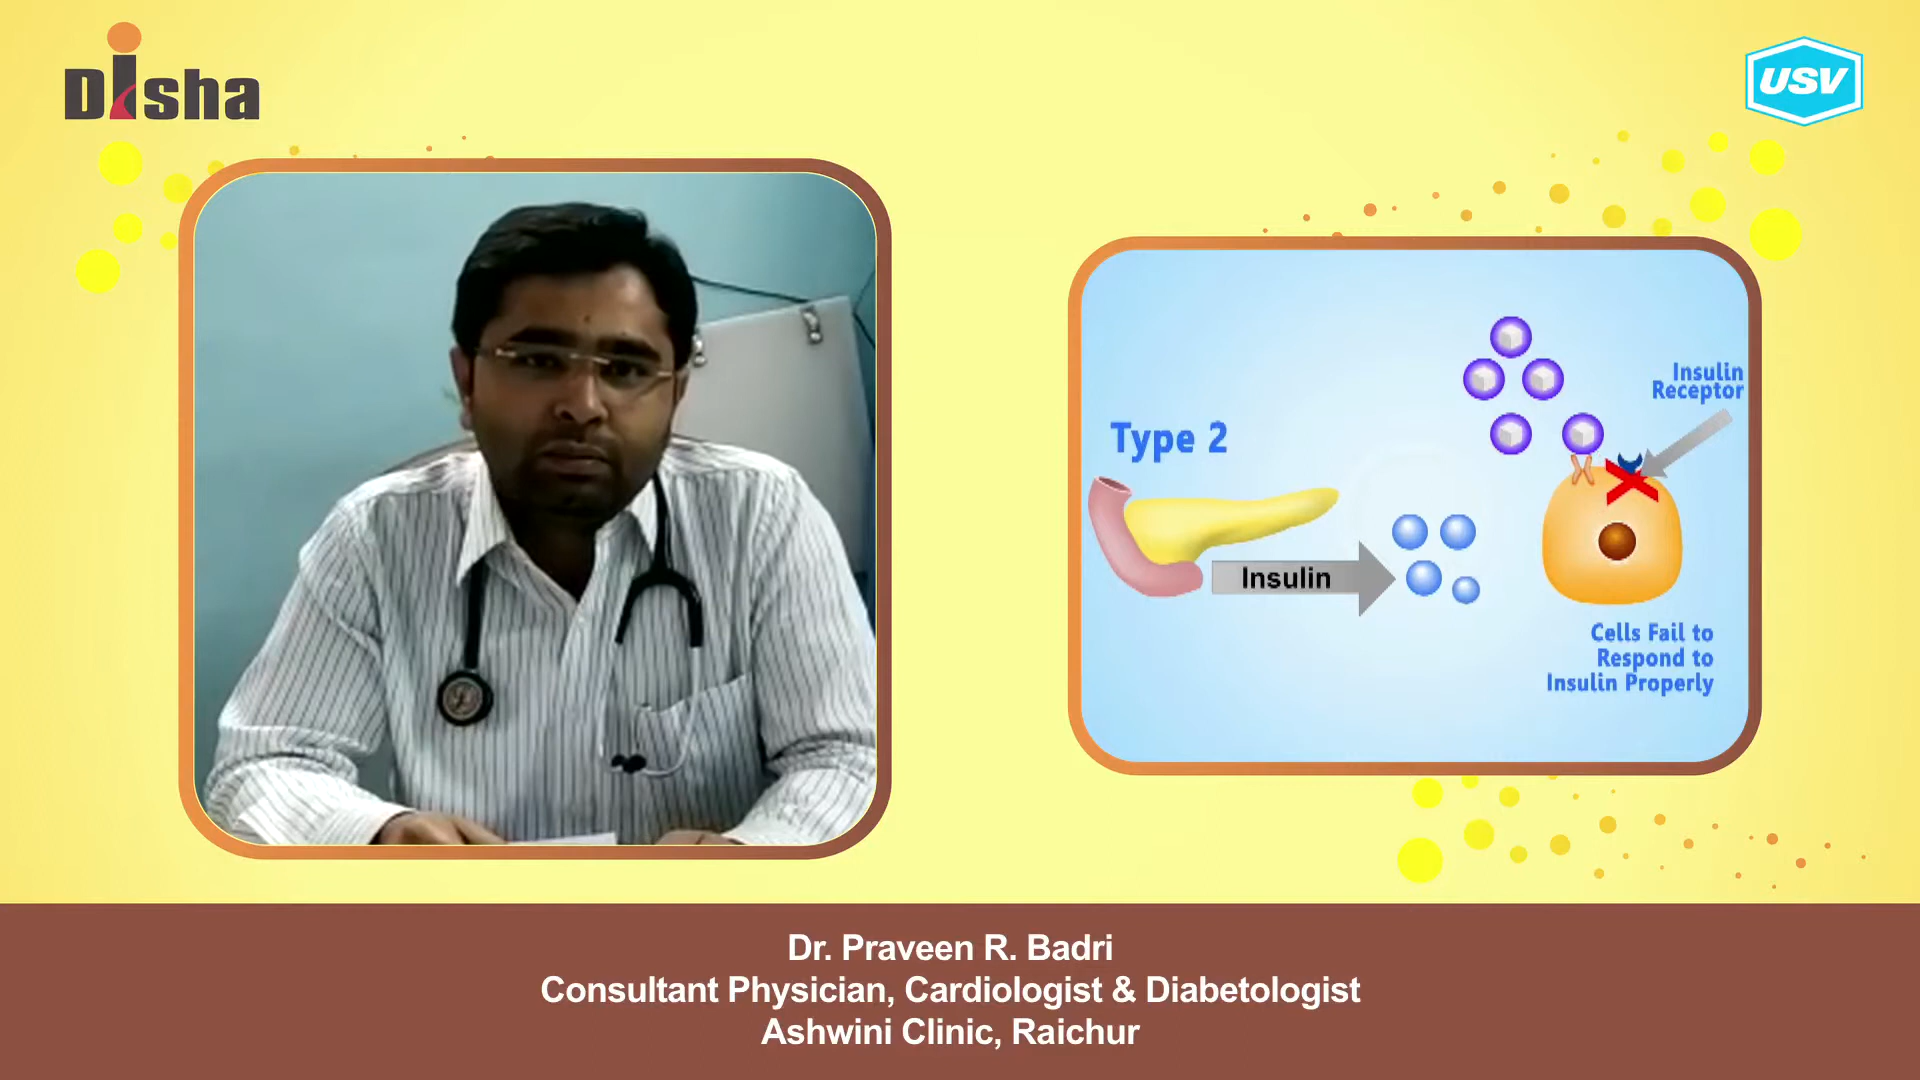 Disha
USV
Type 2
Insulin
Receptor
Insulin
Cells Fail to
Respond to
Insulin Properly
Dr. Praveen R. Badri
Consultant Physician, Cardiologist & Diabetologist
Ashwini Clinic, Raichur